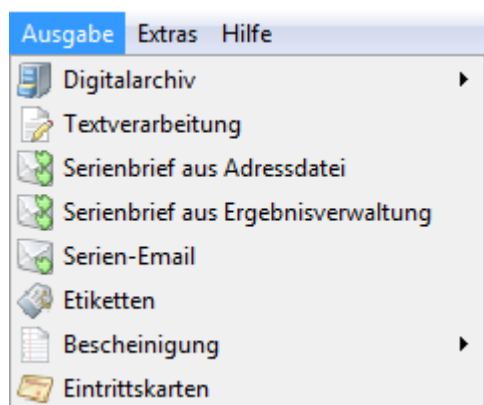 Ausgabe Extras Hilfe
Digitalarchiv
Textverarbeitung
Serienbrief aus Adressdatei
Serienbrief aus Ergebnisverwaltung
Serien-Email
Etiketten
Bescheinigung
Eintrittskarten